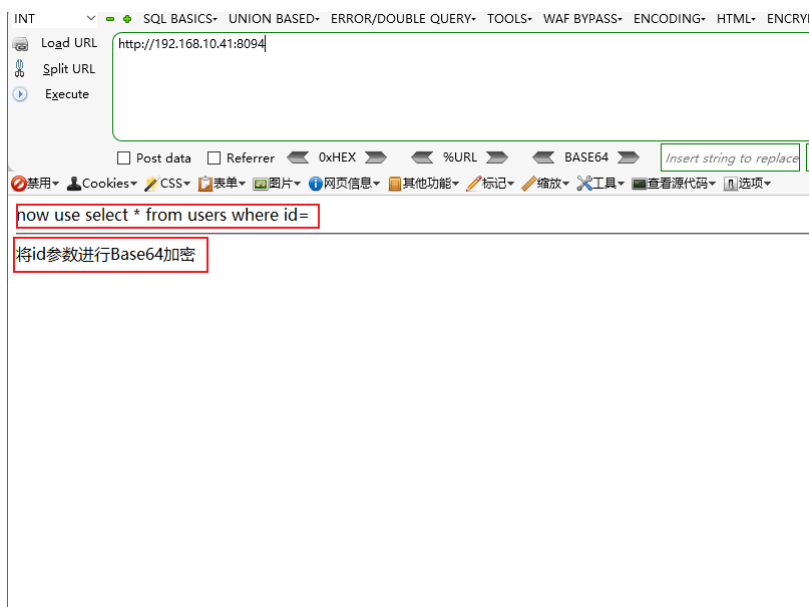 INT SQL BASICS▾ UNION BASED▾ ERROR/DOUBLE QUERY▾ TOOLS▾ WAF BYPASS▾ ENCODING▾ HTML▾ ENCRY
Load URL http://192.168.10.41:8094
Split URL
Execute
Post data Referrer 0xHEX %URL BASE64 Insert string to replace
禁用▾ Cookies▾ CSS▾ 表单▾ 图片▾ 网页信息▾ 其他功能▾ 标记▾ 缩放▾ 工具▾ 查看源代码▾ 选项▾
now use select * from users where id=
将id参数进行Base64加密